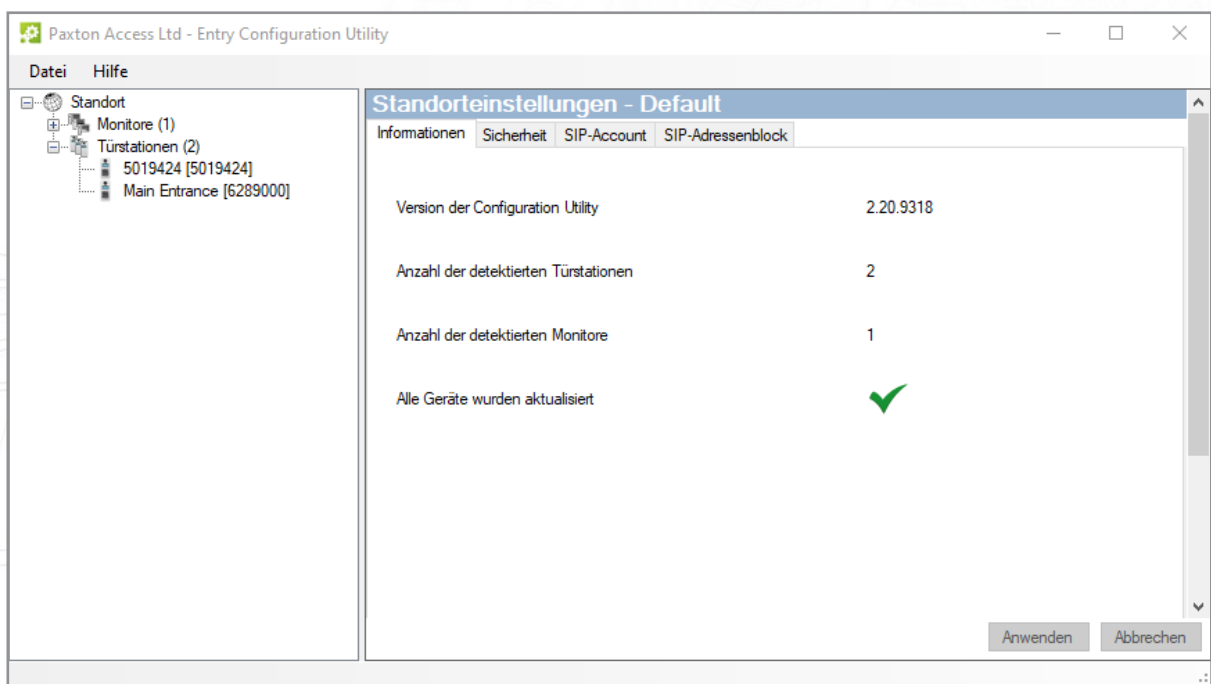 Paxton Access Ltd - Entry Configuration Utility
Datei Hilfe
Standort
Monitore (1)
Türstationen (2)
5019424 [5019424]
Main Entrance [6289000]
Standorteinstellungen - Default
Informationen Sicherheit SIP-Account SIP-Adressenblock
Version der Configuration Utility 2.20.9318
Anzahl der detektierten Türstationen 2
Anzahl der detektierten Monitore 1
Alle Geräte wurden aktualisiert
Anwenden Abbrechen